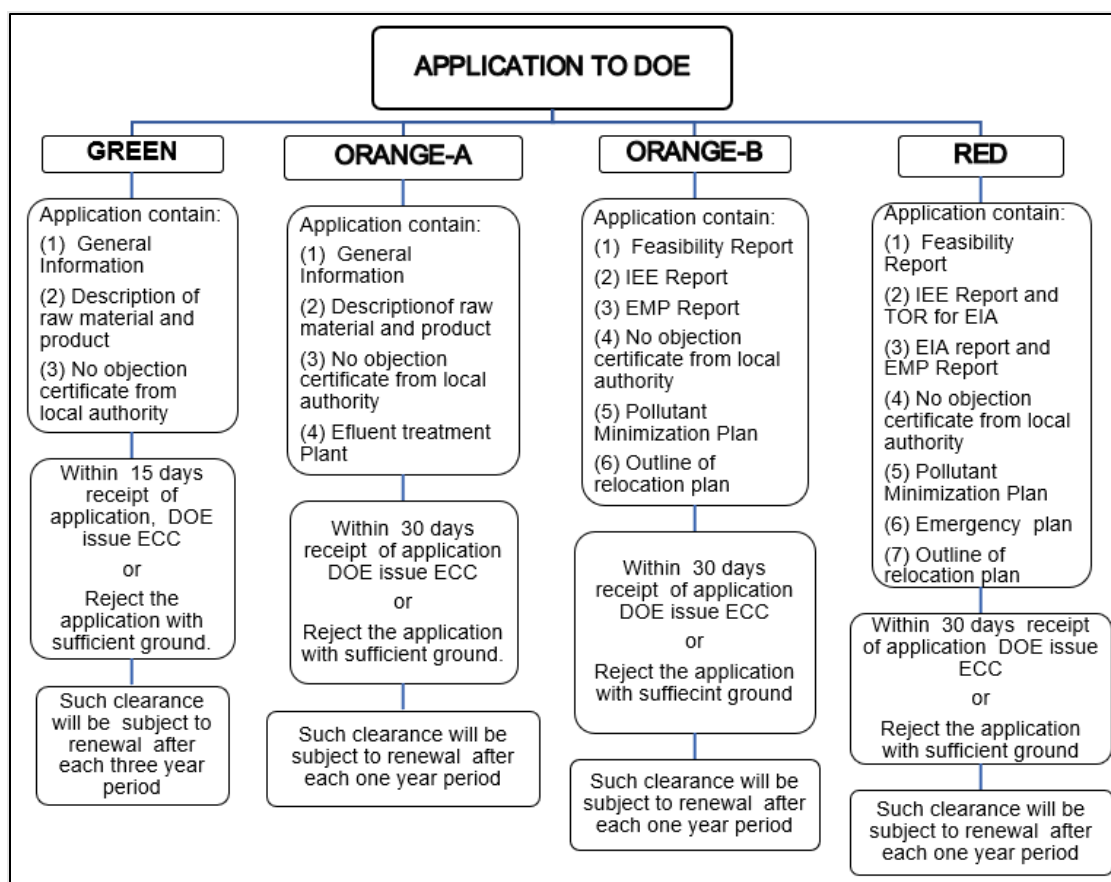 APPLICATION TO DOE
GREEN
Application contain:
(1) General
Information
(2) Description of
raw material and
product
(3) No objection
certificate from
local authority
Within 15 days
receipt of
application, DOE
issue ECC
or
Reject the
application with
sufficient ground.
Such clearance
will be subject to
renewal after
each three year
period
ORANGE-A
Application contain:
(1) General
Information
(2) Descriptionof raw
material and product
(3) No objection
certificate from local
authority
(4) Efluent treatment
Plant
Within 30 days
receipt of application
DOE issue ECC
or
Reject the application
with sufficient ground.
Such clearance will be
subject to renewal after
each one year period
ORANGE-B
Application contain:
(1) Feasibility Report
(2) IEE Report
(3) EMP Report
(4) No objection
certificate from local
authority
(5) Pollutant
Minimization Plan
(6) Outline of
relocation plan
Within 30 days
receipt of application
DOE issue ECC
or
Reject the application
with suffiecint ground
Such clearance will be
subject to renewal after
each one year period
RED
Application contain:
(1) Feasibility
Report
(2 IEE Report and
TOR for EIA
(3) EIA report and
EMP Report
(4) No objection
certificate from local
authority
(5) Pollutant
Minimization Plan
(6) Emergency plan
(7) Outline of
relocation plan
Within 30 days receipt
of application DOE issue
ECC
or
Reject the application
with sufficient ground
Such clearance will be
subject to renewal after
each one year period